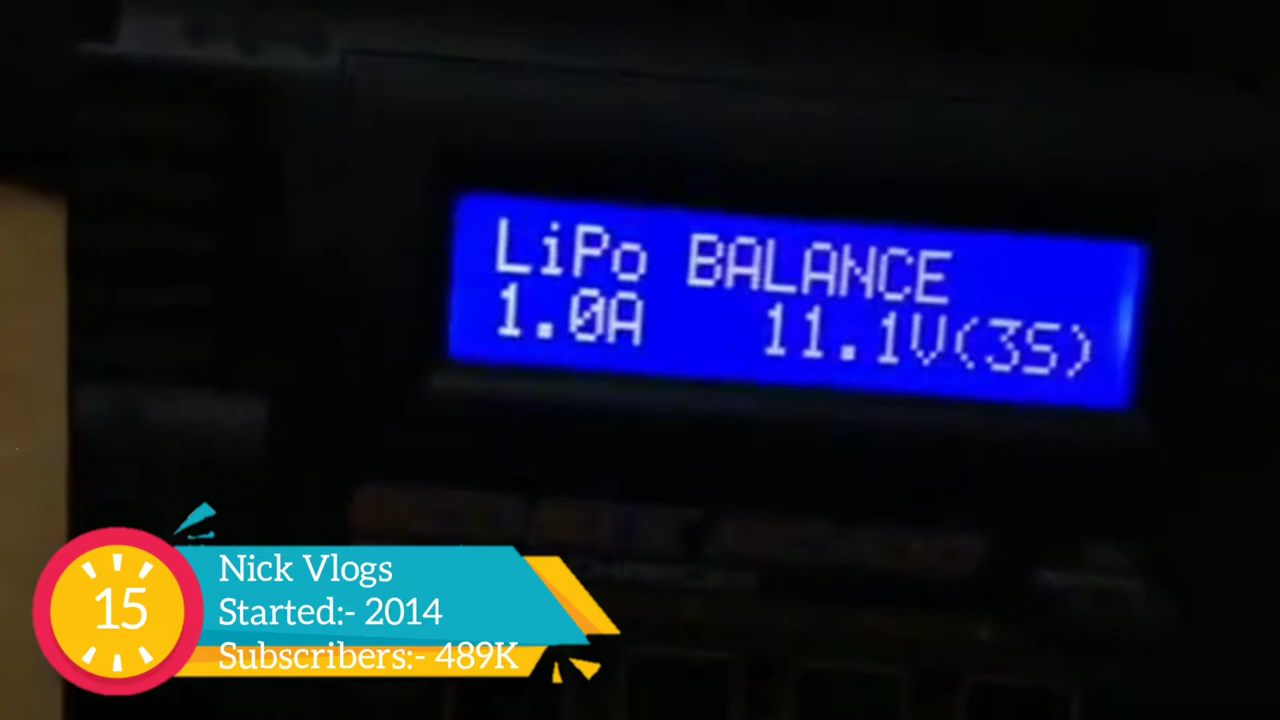 LiPo BALANCE
1.0A 11.1V(3S)
15
Nick Vlogs
Started:- 2014
Subscribers:- 489K